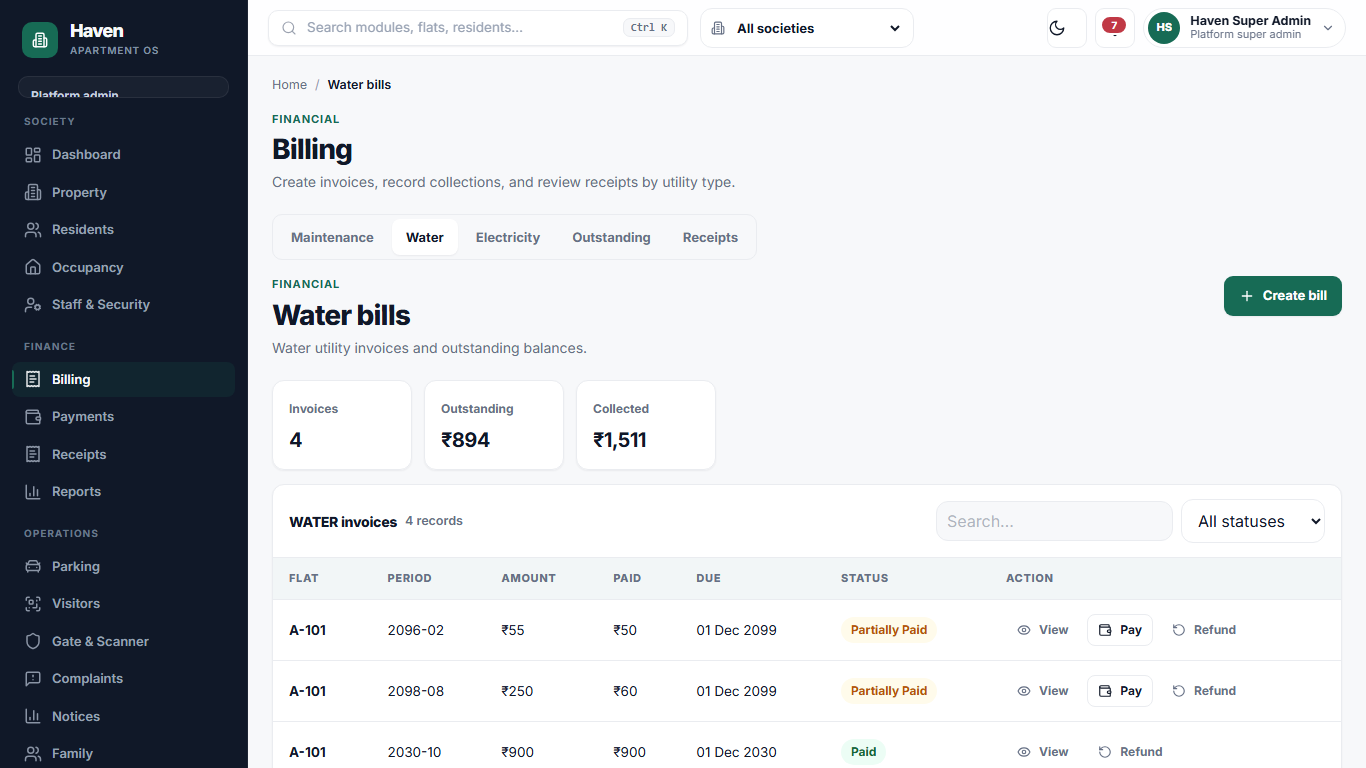 Haven
APARTMENT OS
Platform admin
SOCIETY
Dashboard
Property
Residents
Occupancy
Staff & Security
FINANCE
Billing
Payments
Receipts
Reports
OPERATIONS
Parking
Visitors
Gate & Scanner
Complaints
Notices
Family
Search modules, flats, residents... Ctrl K
All societies
7
HS
Haven Super Admin
Platform super admin
Home / Water bills
FINANCIAL
Billing
Create invoices, record collections, and review receipts by utility type.
Maintenance Water Electricity Outstanding Receipts
FINANCIAL
Water bills
Water utility invoices and outstanding balances.
+ Create bill
Invoices
4
Outstanding
₹894
Collected
₹1,511
WATER invoices 4 records
Search...
All statuses
FLAT PERIOD AMOUNT PAID DUE STATUS ACTION
A-101 2096-02 ₹55 ₹50 01 Dec 2099 Partially Paid View Pay Refund
A-101 2098-08 ₹250 ₹60 01 Dec 2099 Partially Paid View Pay Refund
A-101 2030-10 ₹900 ₹900 01 Dec 2030 Paid View Refund